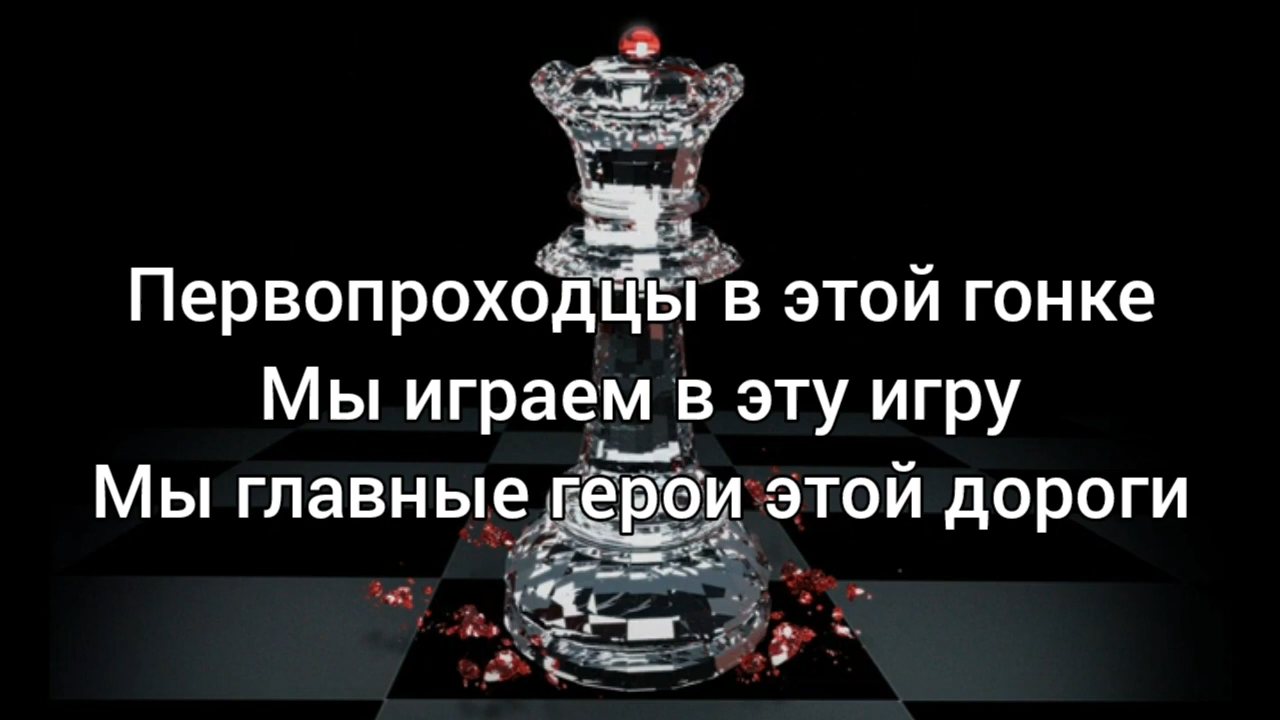 Первопроходцы в этой гонке
Мы играем в эту игру
Мы главные герои этой дороги